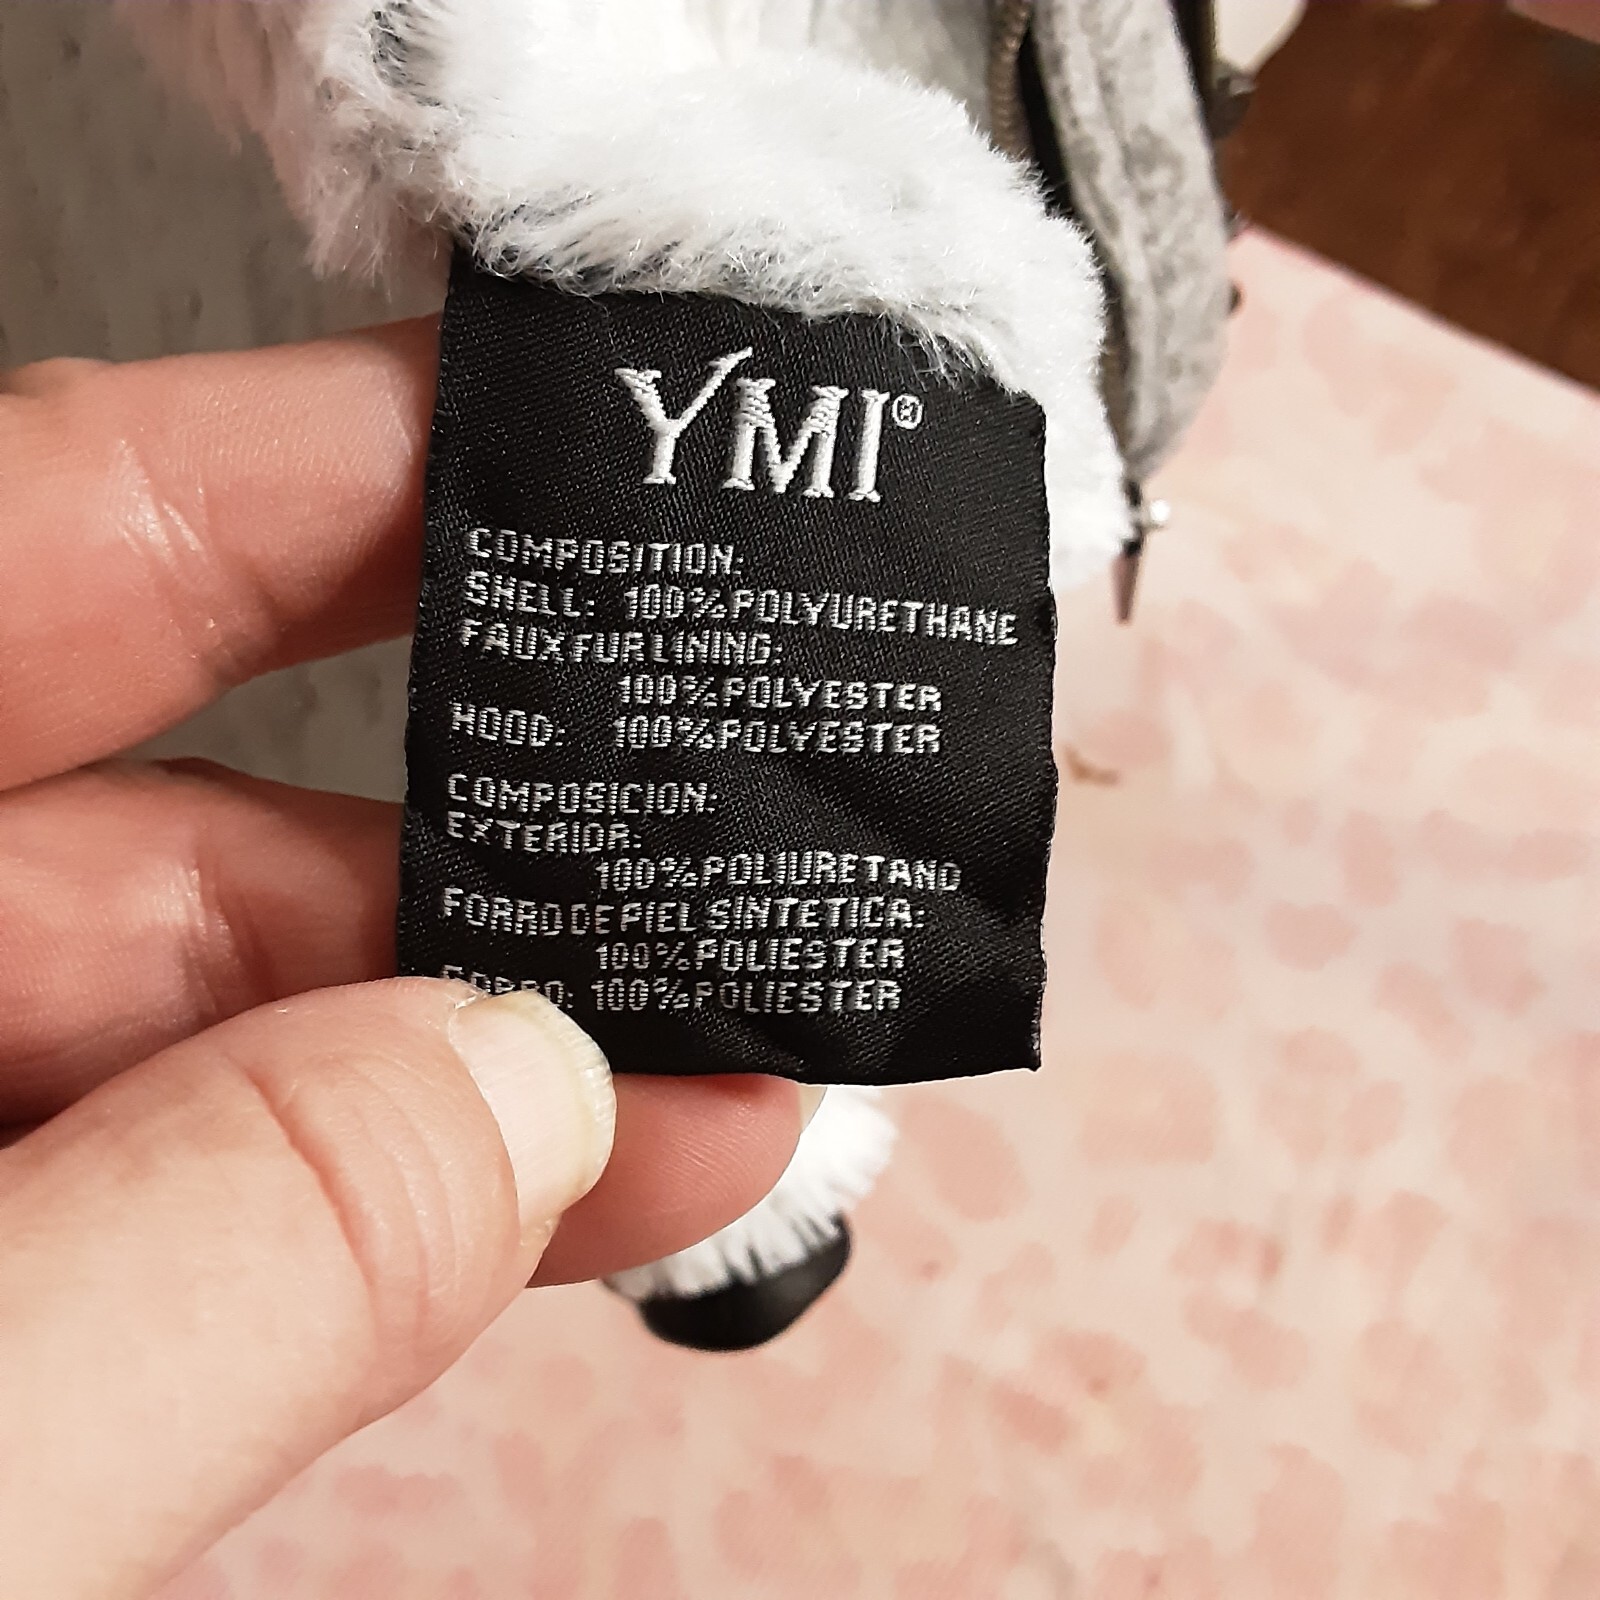 YMI®
COMPOSITION:
SHELL: 100% POLYURETHANE
FAUX FUR LINING:
100% POLYESTER
HOOD: 100% POLYESTER
COMPOSICION:
EXTERIOR:
100% POLIURETANO
FORRO DE PIEL SINTETICA:
100% POLIESTER
FORRO: 100% POLIESTER